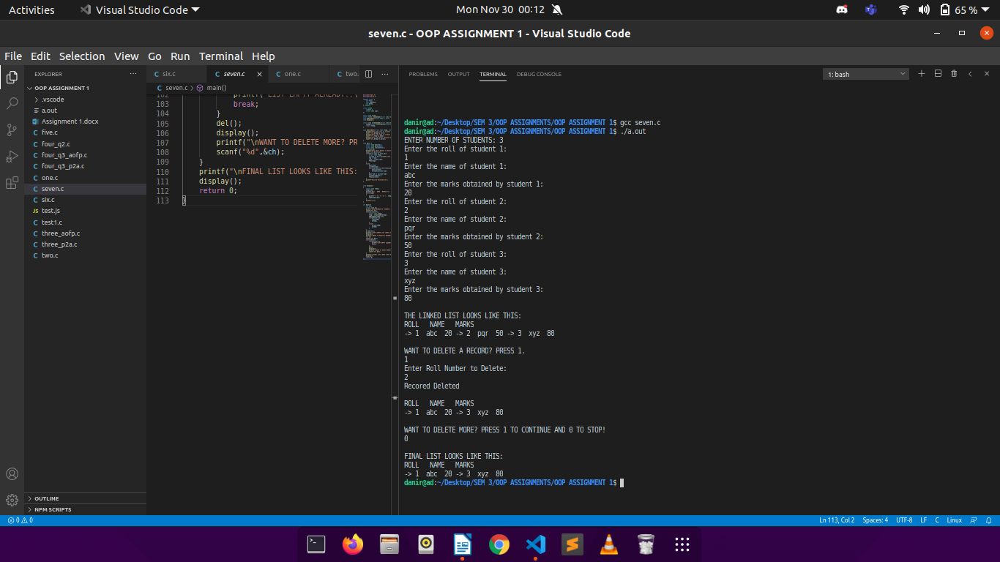 Activities Visual Studio Code Mon Nov 30 00:12 65 %
seven.c - OOP ASSIGNMENT 1 - Visual Studio Code
File Edit Selection View Go Run Terminal Help
EXPLORER
OOP ASSIGNMENT 1
.vscode
a.out
Assignment 1.docx
five.c
four_q2.c
four_q3_aofp.c
four_q3_p2a.c
one.c
seven.c
six.c
JS test.js
test1.c
three_aofp.c
three_p2a.c
two.c
OUTLINE
NPM SCRIPTS
C six.c C seven.c C one.c C two.
C seven.c > main()
103 break;
104 }
105 del();
106 display();
107 printf("\nWANT TO DELETE MORE? PR
108 scanf("%d",&ch);
109 }
110 printf("\nFINAL LIST LOOKS LIKE THIS:
111 display();
112 return 0;
113 }
PROBLEMS OUTPUT TERMINAL DEBUG CONSOLE 1: bash
danir@ad:~/Desktop/SEM 3/OOP ASSIGNMENTS/OOP ASSIGNMENT 1$ gcc seven.c
danir@ad:~/Desktop/SEM 3/OOP ASSIGNMENTS/OOP ASSIGNMENT 1$ ./a.out
ENTER NUMBER OF STUDENTS: 3
Enter the roll of student 1:
1
Enter the name of student 1:
abc
Enter the marks obtained by student 1:
20
Enter the roll of student 2:
2
Enter the name of student 2:
pqr
Enter the marks obtained by student 2:
50
Enter the roll of student 3:
3
Enter the name of student 3:
xyz
Enter the marks obtained by student 3:
80
THE LINKED LIST LOOKS LIKE THIS:
ROLL NAME MARKS
-> 1 abc 20 -> 2 pqr 50 -> 3 xyz 80
WANT TO DELETE A RECORD? PRESS 1.
1
Enter Roll Number to Delete:
2
Recored Deleted
ROLL NAME MARKS
-> 1 abc 20 -> 3 xyz 80
WANT TO DELETE MORE? PRESS 1 TO CONTINUE AND 0 TO STOP!
0
FINAL LIST LOOKS LIKE THIS:
ROLL NAME MARKS
-> 1 abc 20 -> 3 xyz 80
danir@ad:~/Desktop/SEM 3/OOP ASSIGNMENTS/OOP ASSIGNMENT 1$
0 0 Ln 113, Col 2 Spaces: 4 UTF-8 LF C Linux